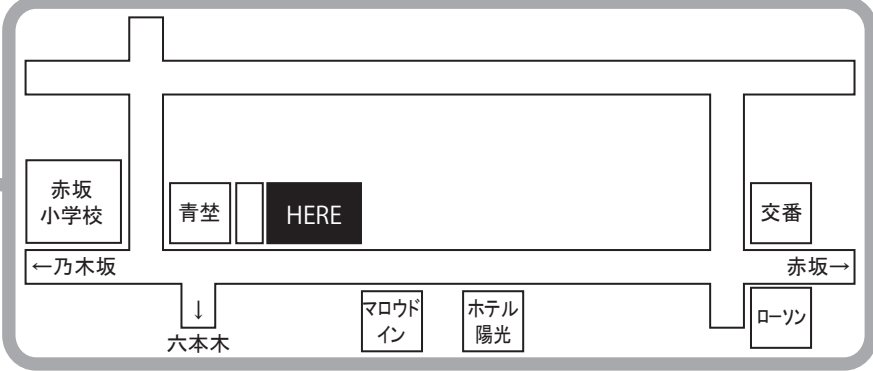 赤坂
小学校
青埜
HERE
交番
←乃木坂
赤坂→
↓
六本木
マロウド
イン
ホテル
陽光
ローソン